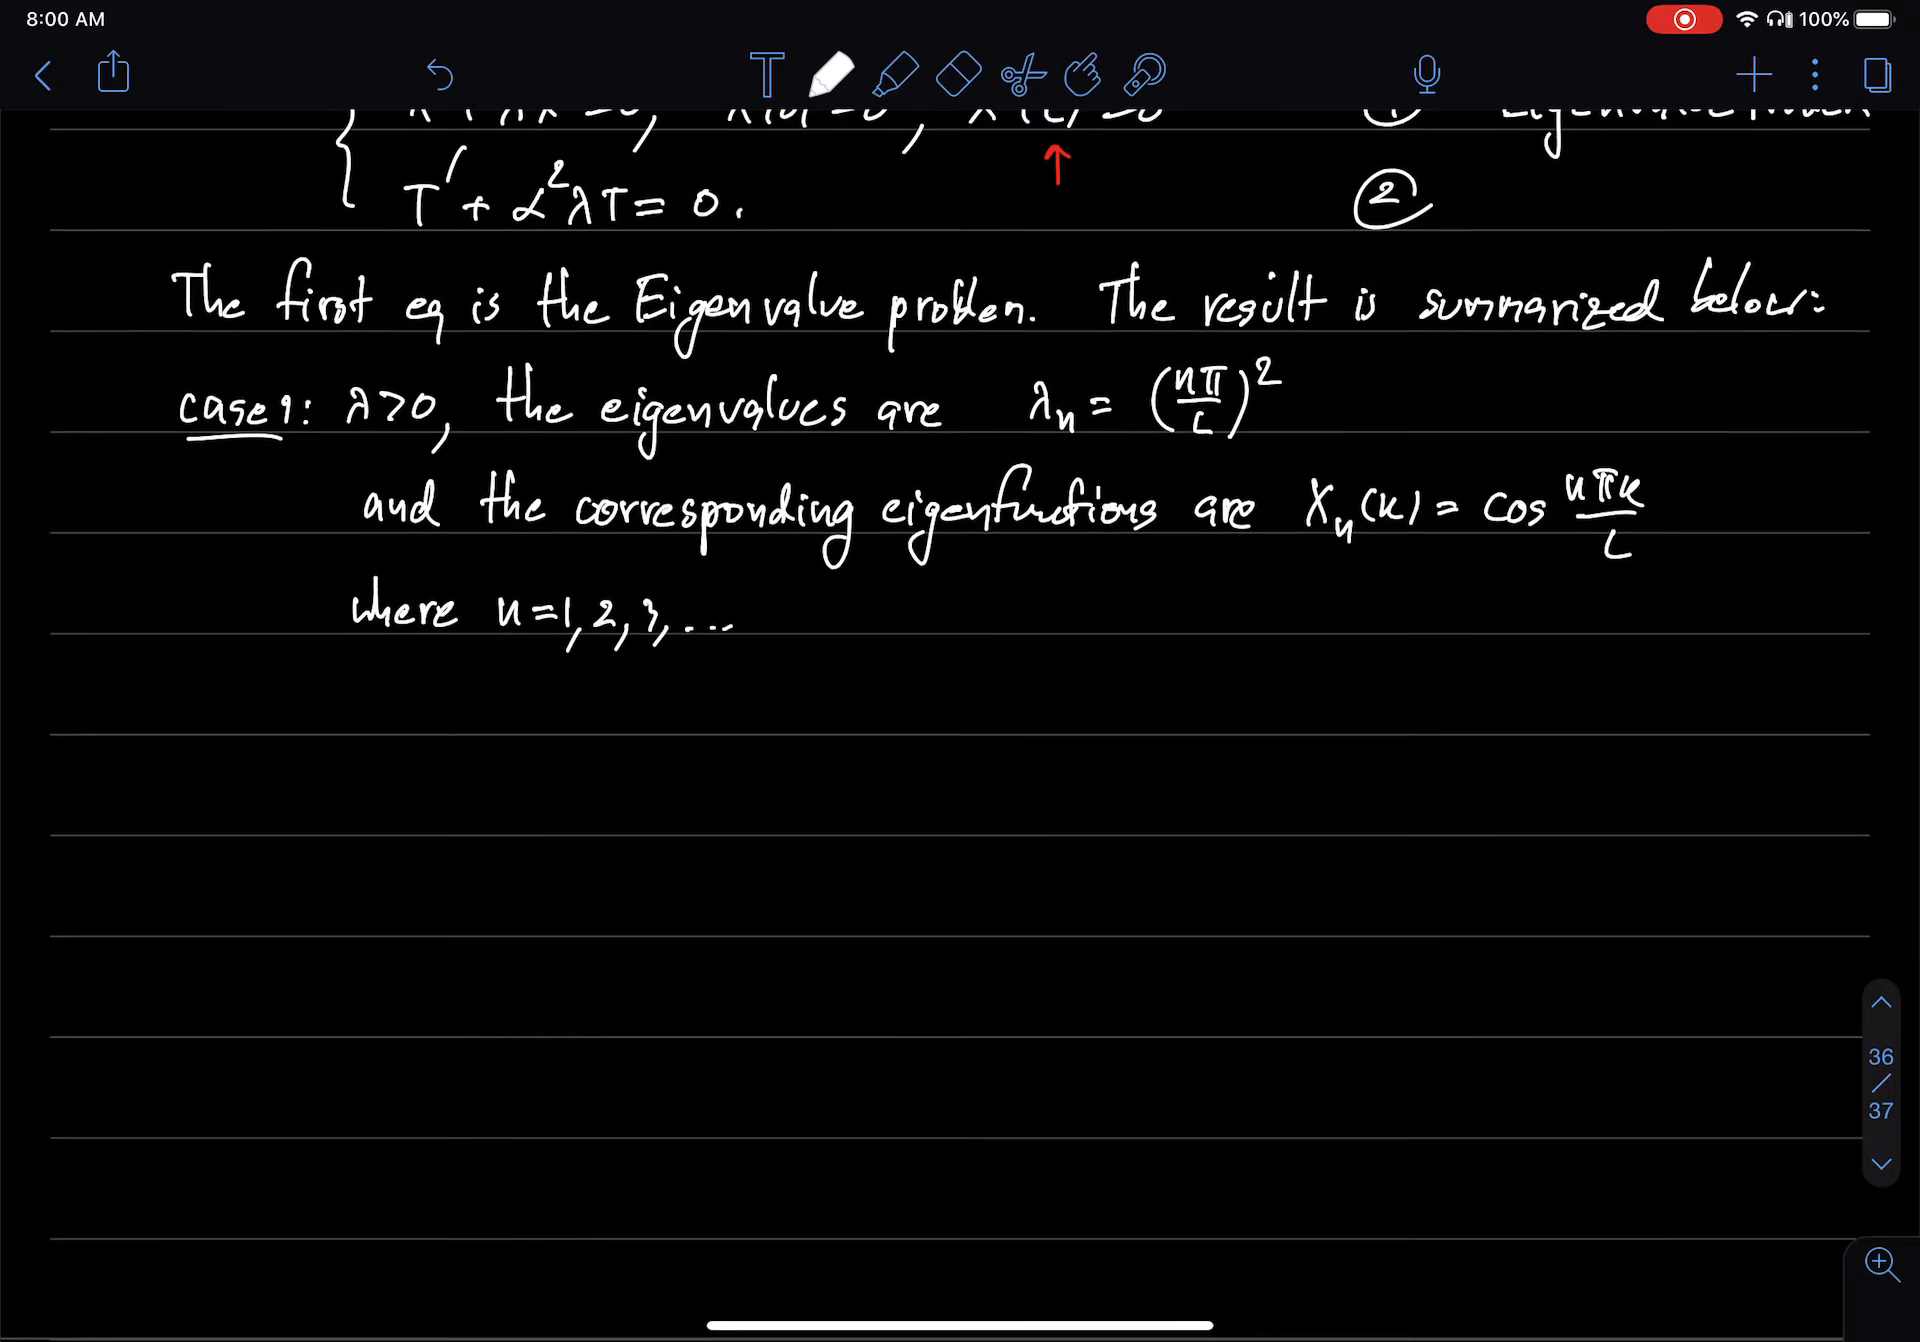 8:00 AM 100%
T' + α²λT = 0. ②
The first eq is the Eigenvalue problem. The result is summarized below:
case 1: λ>0, the eigenvalues are λn = (nπ/L)²
and the corresponding eigenfunctions are Xn(x) = cos nπx/L
where n=1, 2, 3, ...
36
/
37